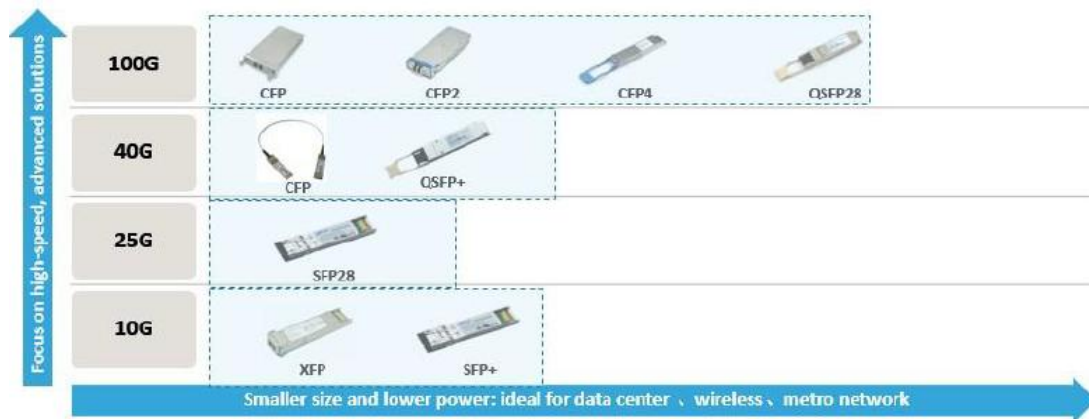 Focus on high-speed, advanced solutions
100G
CFP
CFP2
CFP4
QSFP28
40G
CFP
QSFP+
25G
SFP28
10G
XFP
SFP+
Smaller size and lower power: ideal for data center 、 wireless、 metro network